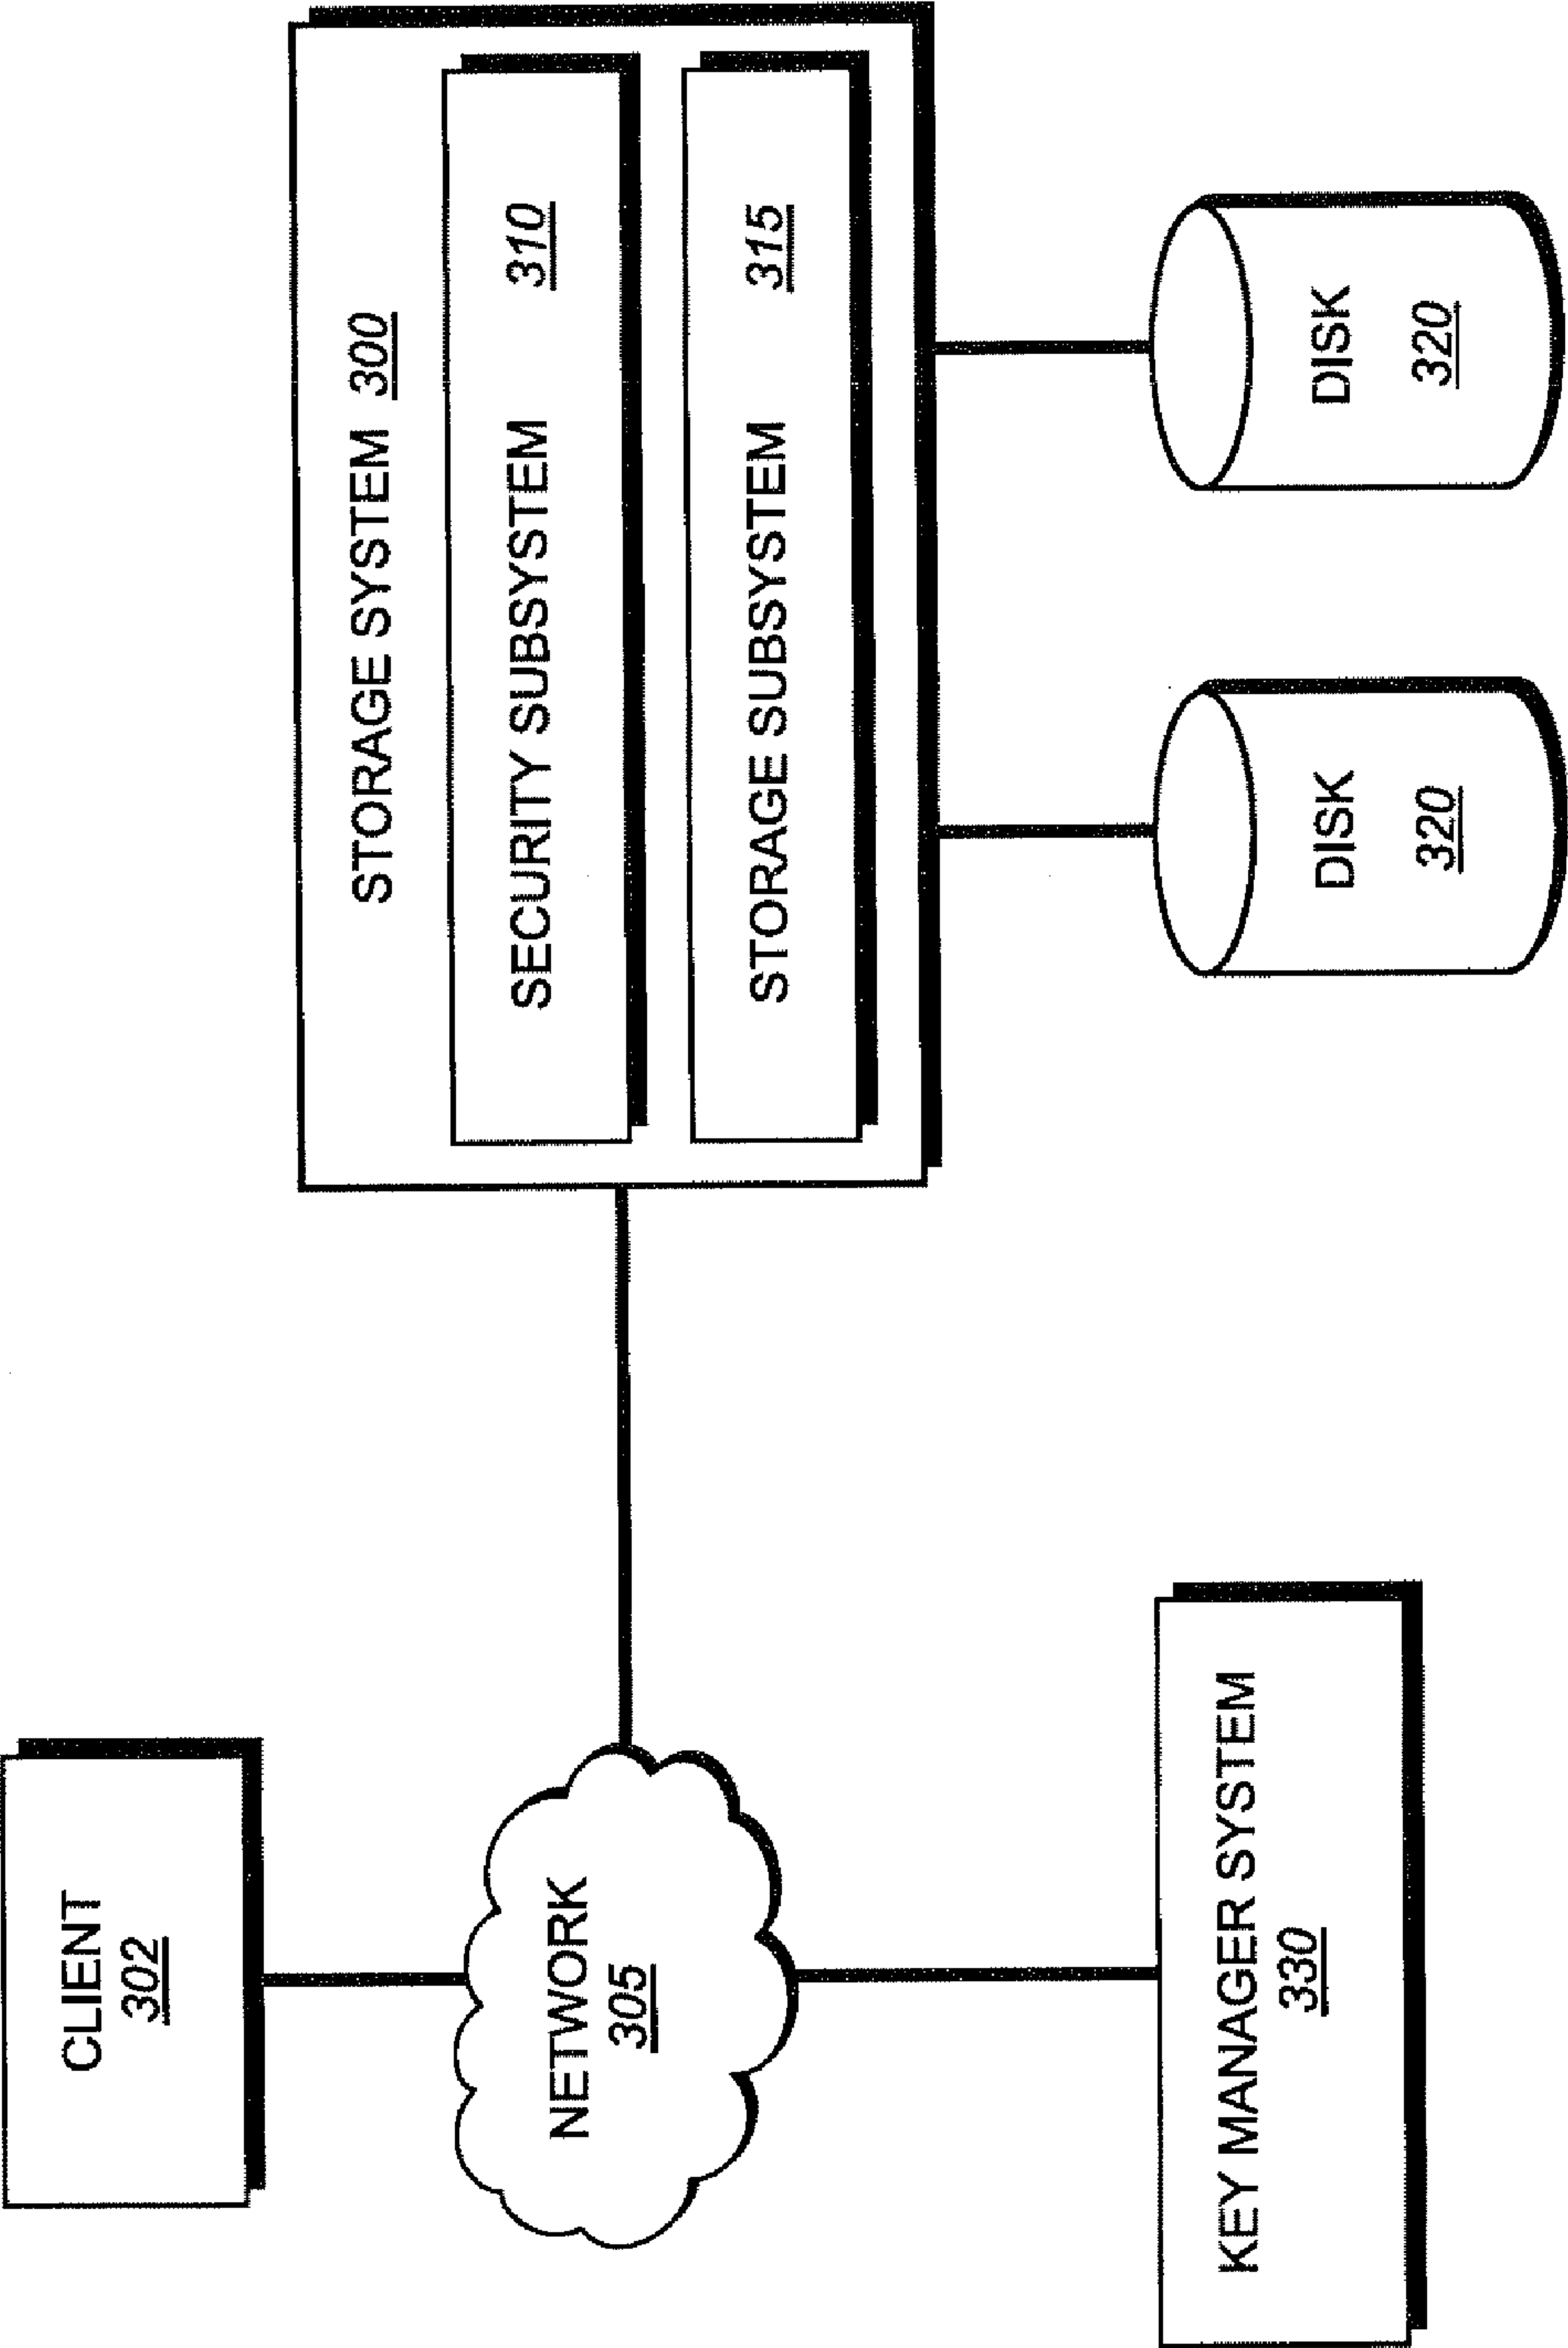 CLIENT
302
NETWORK
305
KEY MANAGER SYSTEM
330
STORAGE SYSTEM 300
SECURITY SUBSYSTEM 310
STORAGE SUBSYSTEM 315
DISK
320
DISK
320